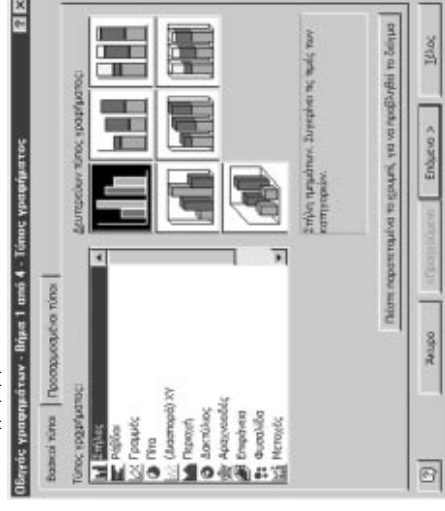 Οδηγός γραφημάτων - Βήμα 1 από 4 - Τύπος γραφήματος
Βασικοί τύποι
Προσαρμοσμένοι τύποι
Τύπος γραφήματος:
Στήλες
Ράβδοι
Γραμμές
Πίτα
(Διασπορά) XY
Περιοχή
Δακτύλιος
Αραχνοειδές
Επιφάνεια
Φυσαλίδα
Μετοχές
Δευτερεύων τύπος γραφήματος:
Στήλη τμημάτων. Συγκρίνει τις τιμές των
κατηγοριών.
Πιέστε παρατεταμένα το κουμπί, για να προβληθεί το δείγμα
Άκυρο
< Προηγούμενο
Επόμενο >
Τέλος